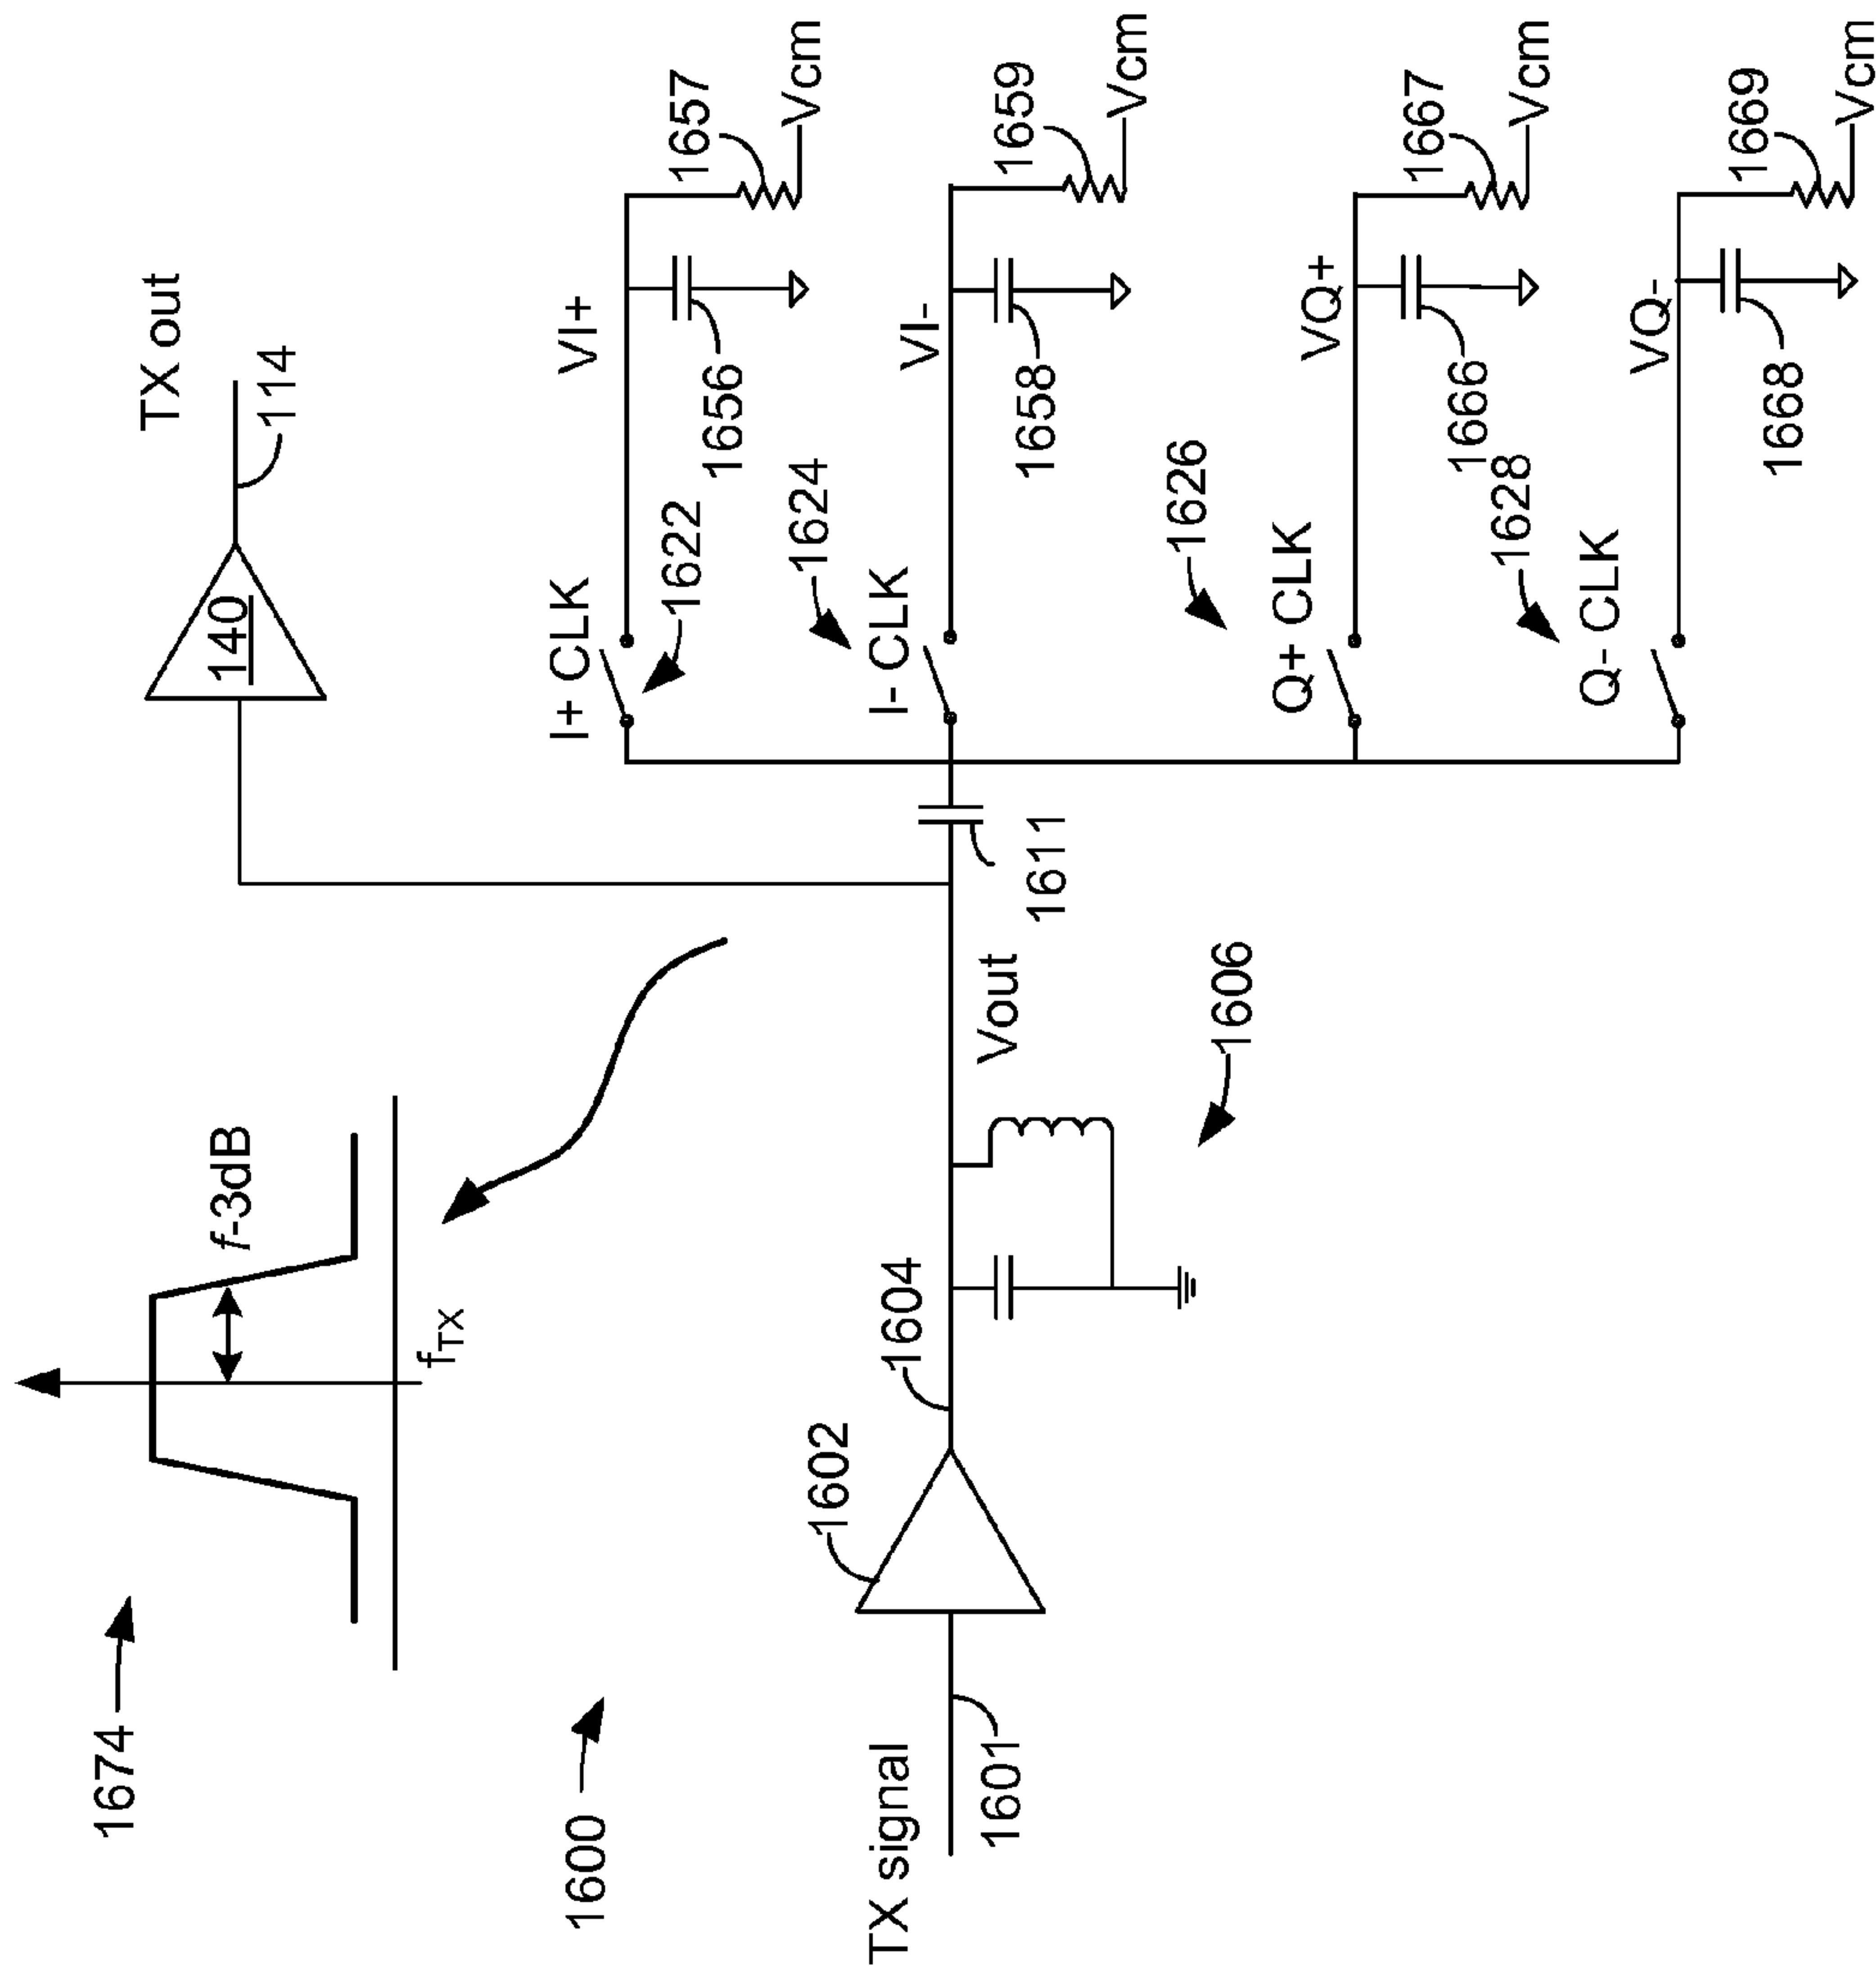 1674
f-3dB
fTX
TX out
140
114
1600
I+ CLK
VI+
1622
1656
1657
Vcm
TX signal
1601
1602
1604
Vout
1606
1611
I- CLK
1624
VI-
1658
1659
Vcm
1626
Q+ CLK
VQ+
1666
1667
Vcm
1628
Q- CLK
VQ-
1668
1669
Vcm